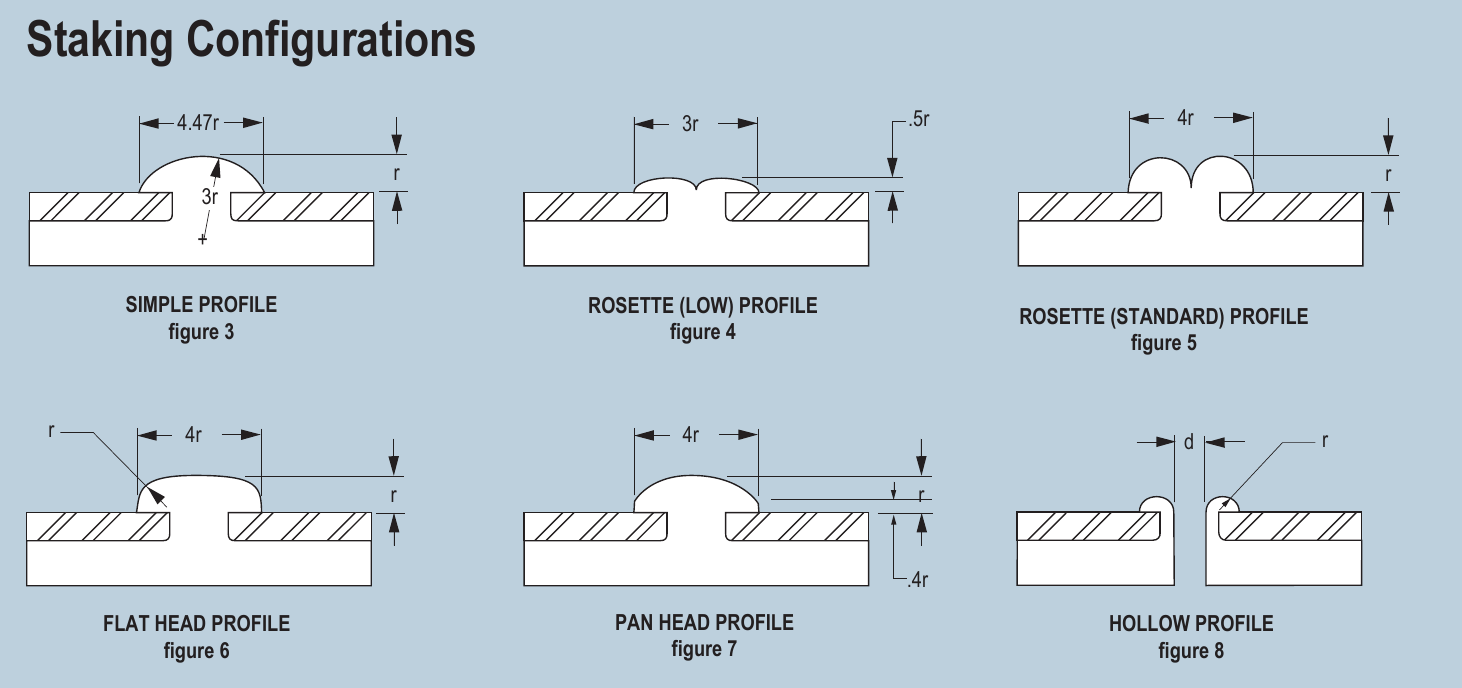 Staking Configurations
4.47r
r
3r
+
SIMPLE PROFILE
figure 3
3r
.5r
ROSETTE (LOW) PROFILE
figure 4
4r
r
ROSETTE (STANDARD) PROFILE
figure 5
r
4r
r
FLAT HEAD PROFILE
figure 6
4r
r
.4r
PAN HEAD PROFILE
figure 7
d
r
HOLLOW PROFILE
figure 8